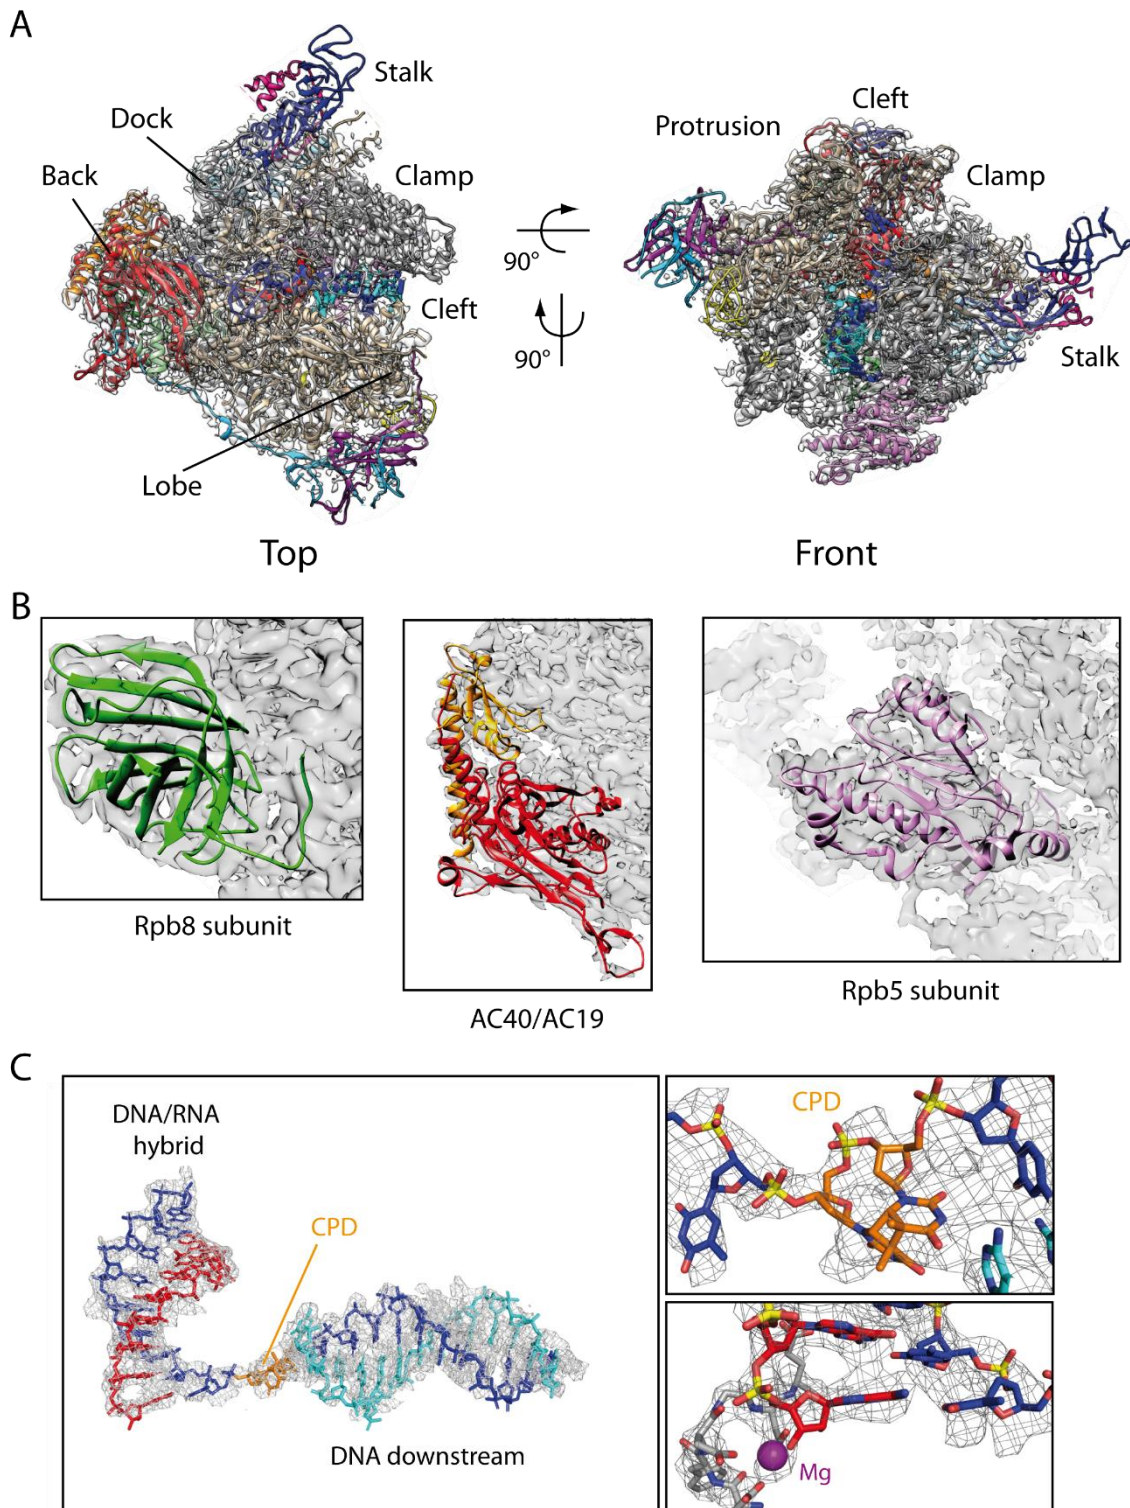 A
Stalk
Dock
Back
Clamp
Cleft
Lobe
Top
90°
90°
Cleft
Protrusion
Clamp
Stalk
Front
B
Rpb8 subunit
AC40/AC19
Rpb5 subunit
C
DNA/RNA
hybrid
CPD
DNA downstream
CPD
Mg